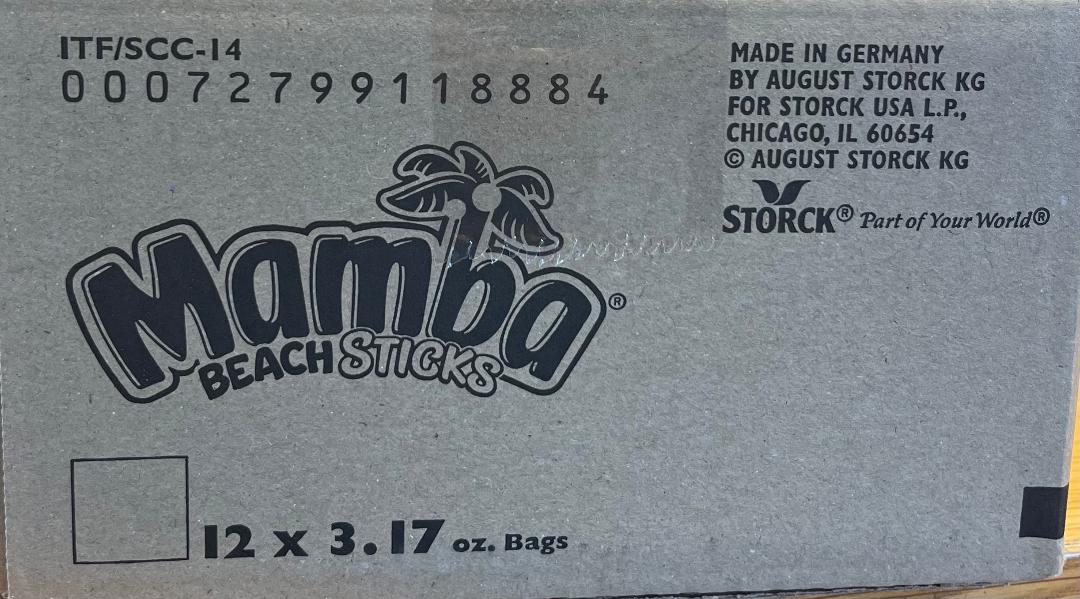 ITF/SCC-14
00072799118884
MADE IN GERMANY
BY AUGUST STORCK KG
FOR STORCK USA L.P.,
CHICAGO, IL 60654
© AUGUST STORCK KG
STORCK® Part of Your World®
Mamba®
BEACH STICKS
12 x 3.17 oz. Bags